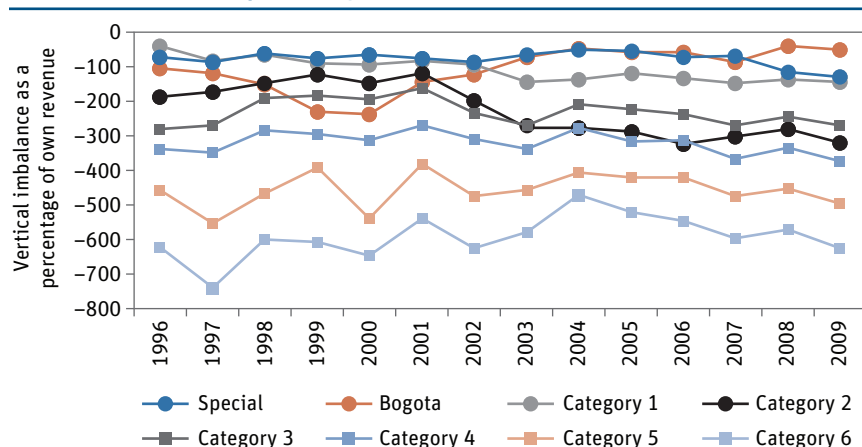 Vertical imbalance as a
percentage of own revenue
0
−100
−200
−300
−400
−500
−600
−700
−800
1996
1997
1998
1999
2000
2001
2002
2003
2004
2005
2006
2007
2008
2009
Special
Bogota
Category 1
Category 2
Category 3
Category 4
Category 5
Category 6